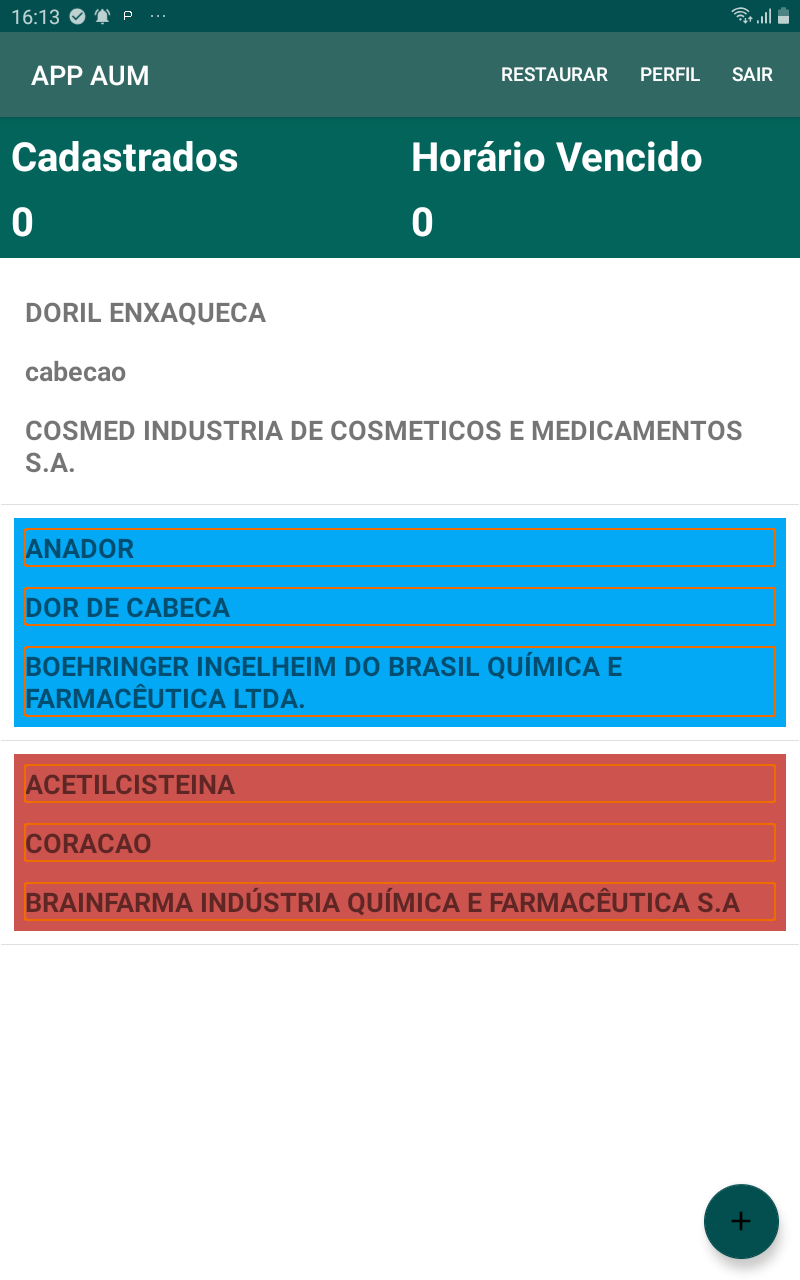 16:13
APP AUM
RESTAURAR PERFIL SAIR
Cadastrados
0
Horário Vencido
0
DORIL ENXAQUECA
cabecao
COSMED INDUSTRIA DE COSMETICOS E MEDICAMENTOS
S.A.
ANADOR
DOR DE CABECA
BOEHRINGER INGELHEIM DO BRASIL QUÍMICA E
FARMACÊUTICA LTDA.
ACETILCISTEINA
CORACAO
BRAINFARMA INDÚSTRIA QUÍMICA E FARMACÊUTICA S.A